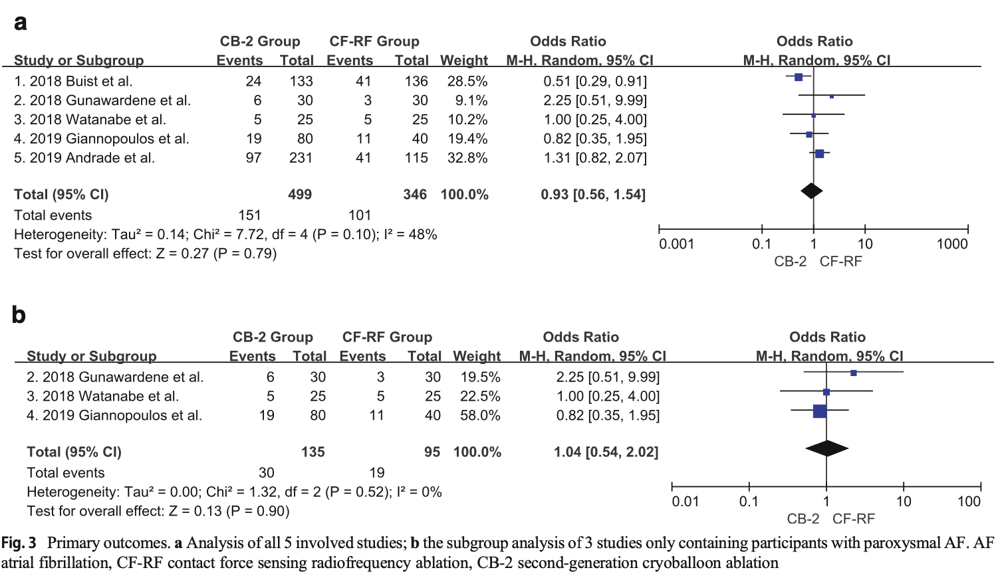 a
CB-2 Group CF-RF Group Odds Ratio Odds Ratio
Study or Subgroup Events Total Events Total Weight M-H, Random, 95% CI M-H, Random, 95% CI
1. 2018 Buist et al. 24 133 41 136 28.5% 0.51 [0.29, 0.91]
2. 2018 Gunawardene et al. 6 30 3 30 9.1% 2.25 [0.51, 9.99]
3. 2018 Watanabe et al. 5 25 5 25 10.2% 1.00 [0.25, 4.00]
4. 2019 Giannopoulos et al. 19 80 11 40 19.4% 0.82 [0.35, 1.95]
5. 2019 Andrade et al. 97 231 41 115 32.8% 1.31 [0.82, 2.07]
Total (95% CI) 499 346 100.0% 0.93 [0.56, 1.54]
Total events 151 101
Heterogeneity: Tau² = 0.14; Chi² = 7.72, df = 4 (P = 0.10); I² = 48%
Test for overall effect: Z = 0.27 (P = 0.79)
0.001 0.1 1 10 1000
CB-2 CF-RF
b
CB-2 Group CF-RF Group Odds Ratio Odds Ratio
Study or Subgroup Events Total Events Total Weight M-H, Random, 95% CI M-H, Random, 95% CI
2. 2018 Gunawardene et al. 6 30 3 30 19.5% 2.25 [0.51, 9.99]
3. 2018 Watanabe et al. 5 25 5 25 22.5% 1.00 [0.25, 4.00]
4. 2019 Giannopoulos et al. 19 80 11 40 58.0% 0.82 [0.35, 1.95]
Total (95% CI) 135 95 100.0% 1.04 [0.54, 2.02]
Total events 30 19
Heterogeneity: Tau² = 0.00; Chi² = 1.32, df = 2 (P = 0.52); I² = 0%
Test for overall effect: Z = 0.13 (P = 0.90)
0.01 0.1 1 10 100
CB-2 CF-RF
Fig. 3 Primary outcomes. a Analysis of all 5 involved studies; b the subgroup analysis of 3 studies only containing participants with paroxysmal AF. AF
atrial fibrillation, CF-RF contact force sensing radiofrequency ablation, CB-2 second-generation cryoballoon ablation